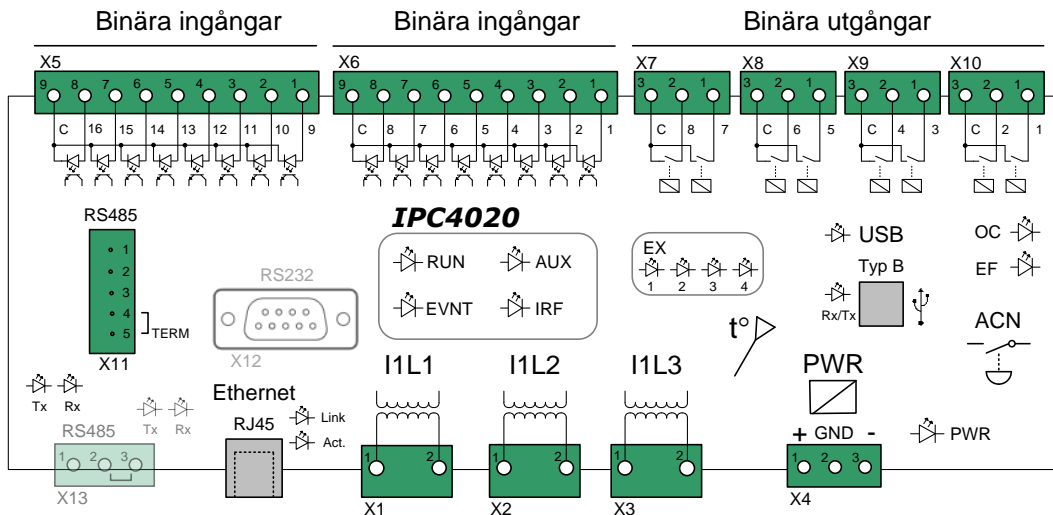 Binära ingångar Binära ingångar Binära utgångar
X5 X6 X7 X8 X9 X10
9 8 7 6 5 4 3 2 1 9 8 7 6 5 4 3 2 1 3 2 1 3 2 1 3 2 1 3 2 1
C 16 15 14 13 12 11 10 9 C 8 7 6 5 4 3 2 1 C 8 7 C 6 5 C 4 3 C 2 1
RS485
1
2
3
4
5
TERM
X11
RS232
X12
IPC4020
RUN AUX
EVNT IRF
EX
1 2 3 4
USB
Typ B
Rx/Tx
OC
EF
t°
ACN
I1L1 I1L2 I1L3
PWR
Tx Rx
Tx Rx
RS485
1 2 3
X13
Ethernet
RJ45
Link
Act.
1 2 1 2 1 2
X1 X2 X3
+ GND -
1 2 3
X4
PWR